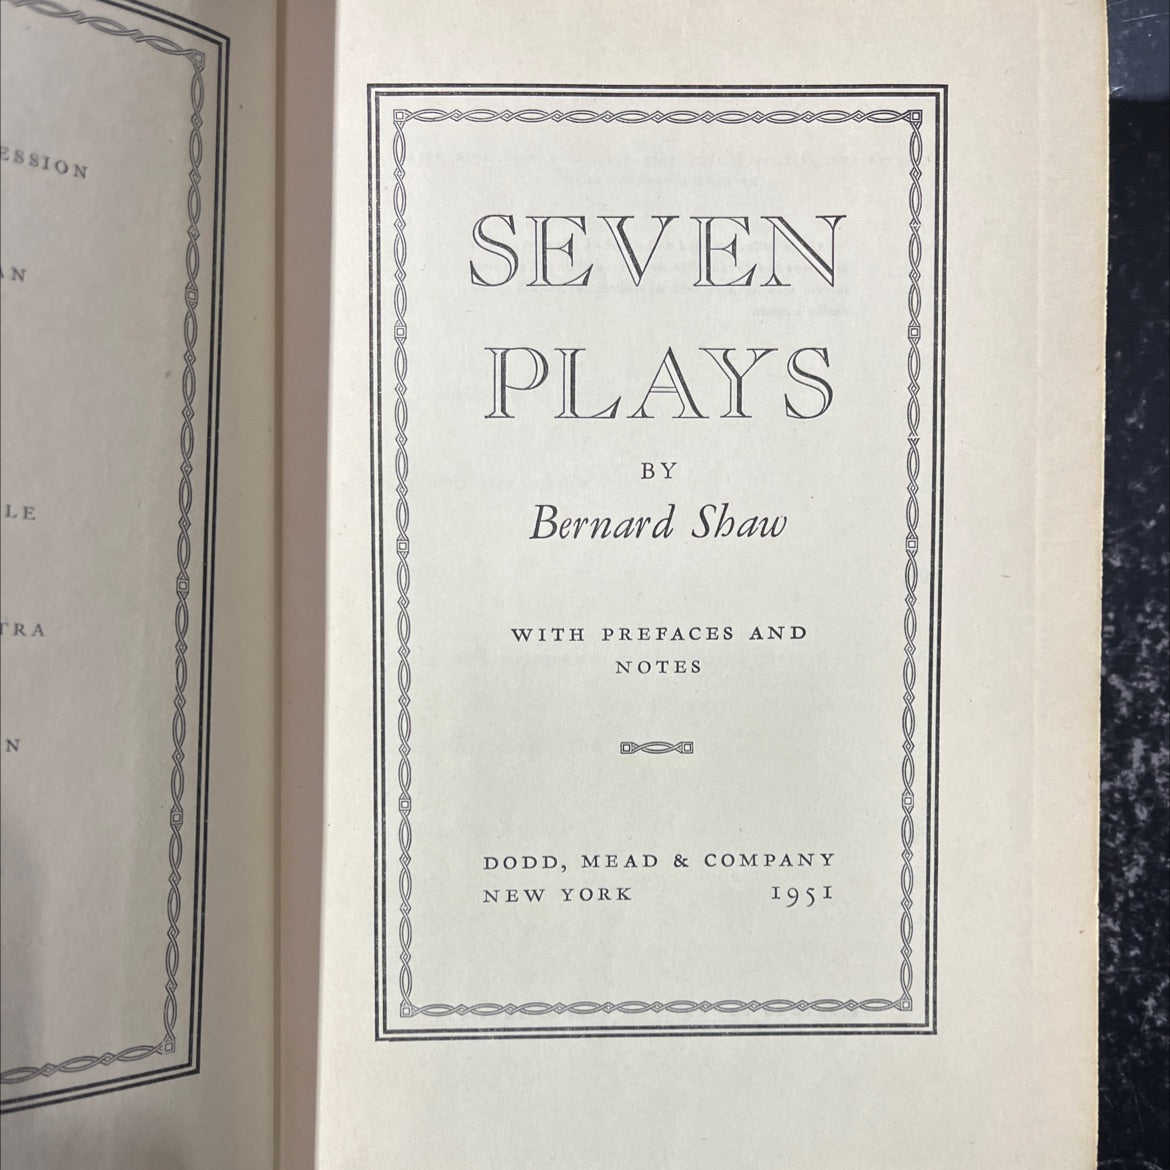 ESSION
AN
LE
TRA
N
SEVEN
PLAYS
BY
Bernard Shaw
WITH PREFACES AND
NOTES
DODD, MEAD & COMPANY
NEW YORK 1951